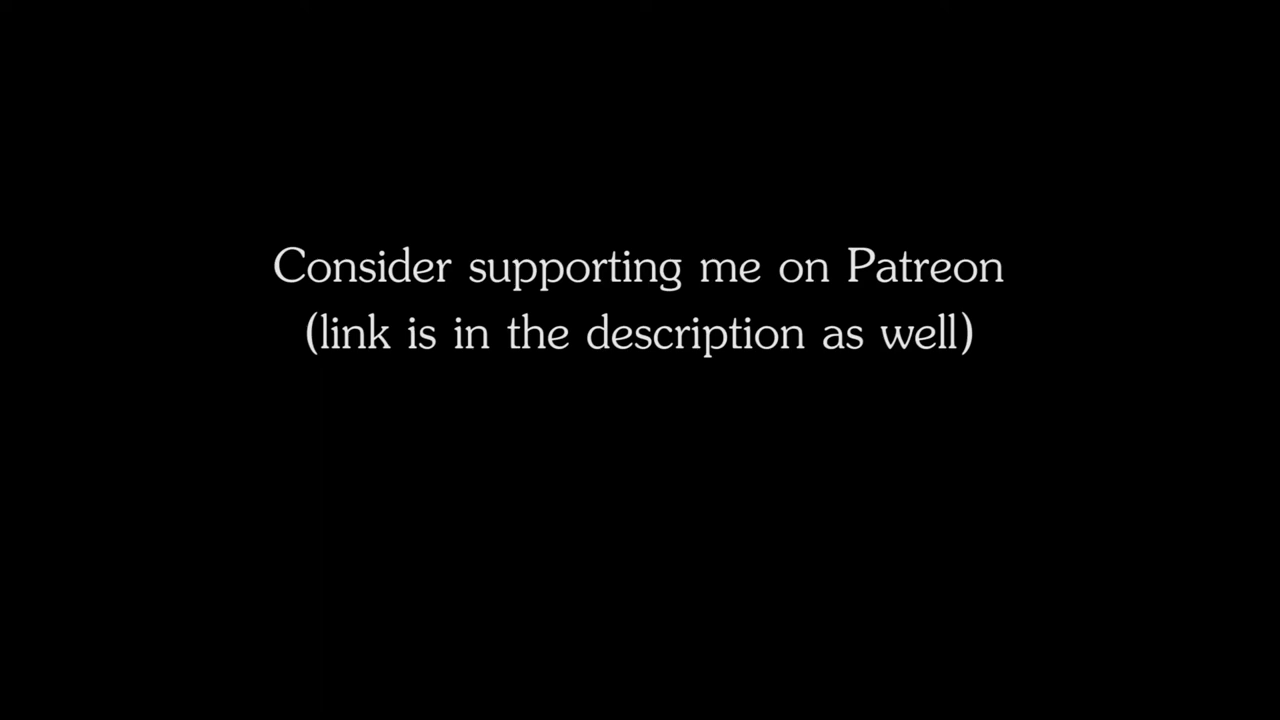 Consider supporting me on Patreon
(link is in the description as well)